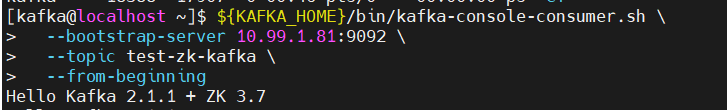 [kafka@localhost ~]$ ${KAFKA_HOME}/bin/kafka-console-consumer.sh \
>   --bootstrap-server 10.99.1.81:9092 \
>   --topic test-zk-kafka \
>   --from-beginning
Hello Kafka 2.1.1 + ZK 3.7